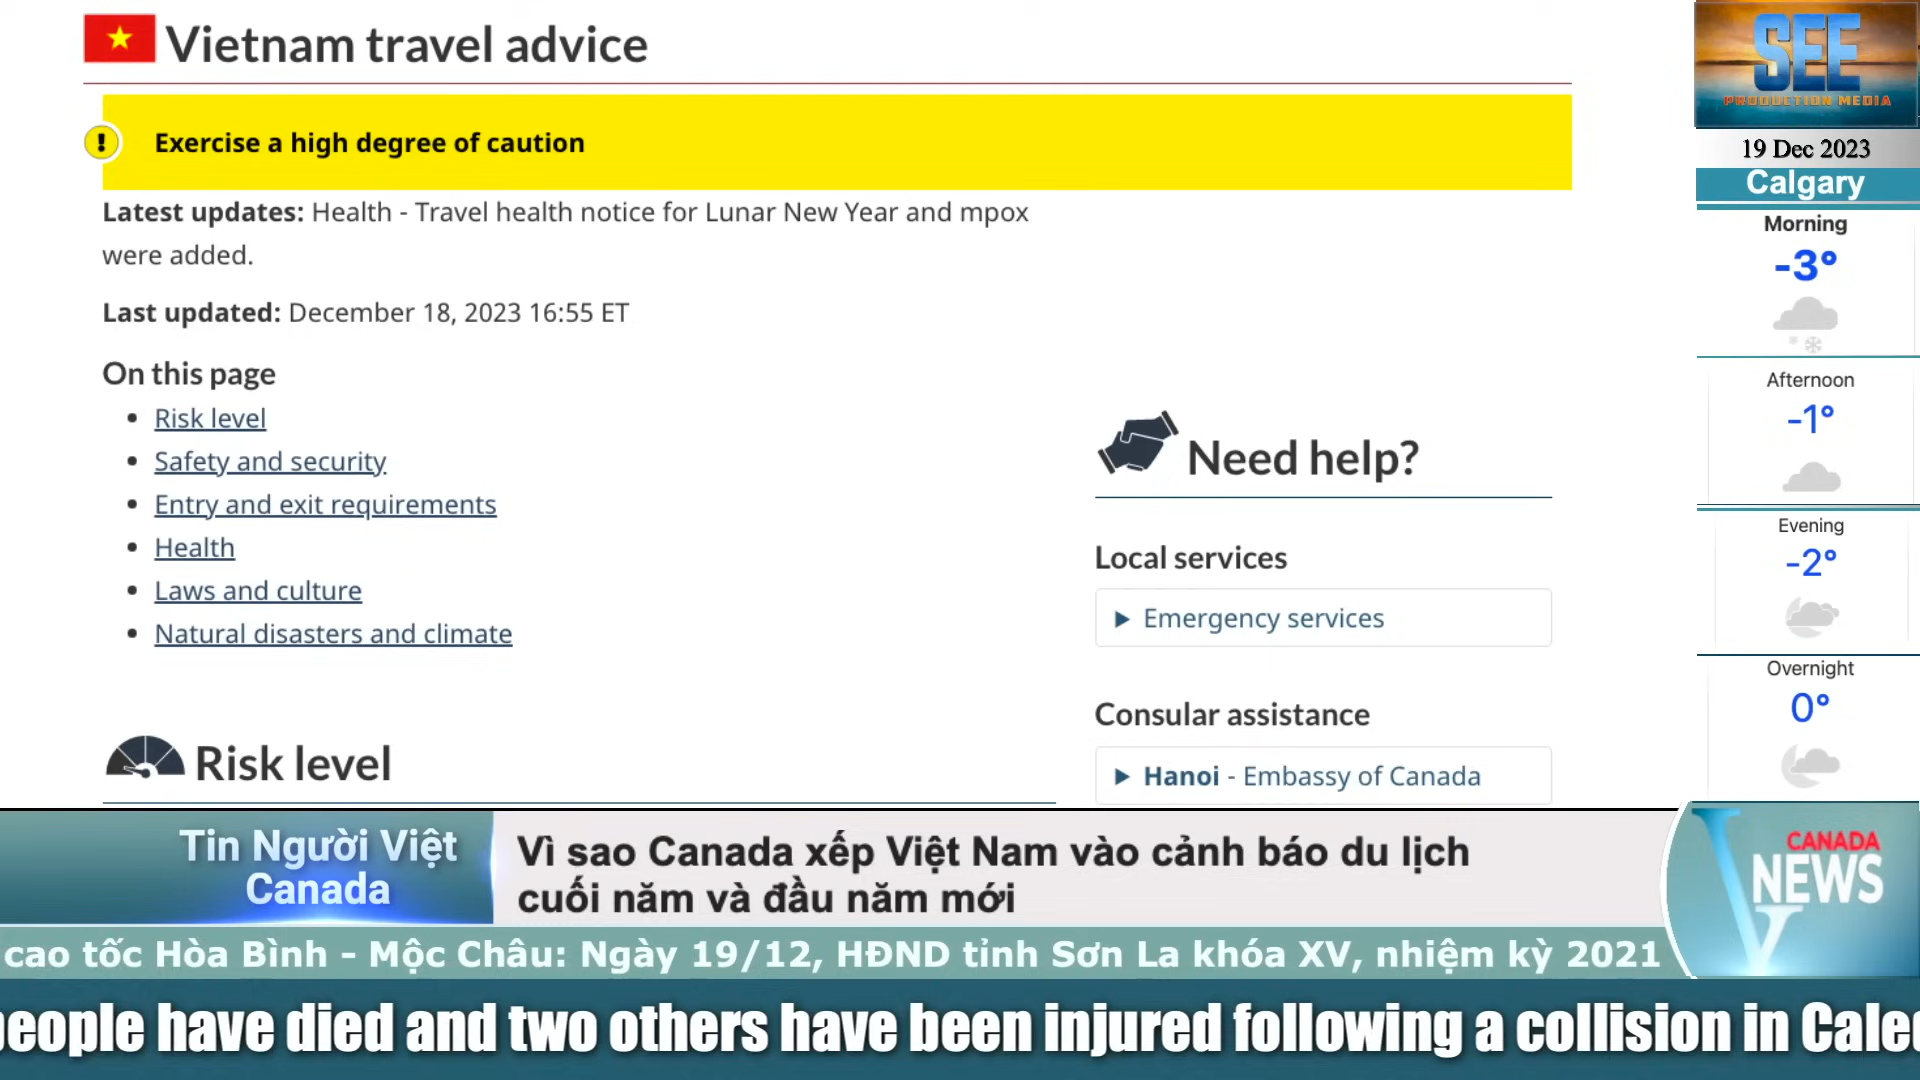 Vietnam travel advice
Exercise a high degree of caution
Latest updates: Health - Travel health notice for Lunar New Year and mpox
were added.
Last updated: December 18, 2023 16:55 ET
On this page
Risk level
Safety and security
Entry and exit requirements
Health
Laws and culture
Natural disasters and climate
Risk level
Need help?
Local services
Emergency services
Consular assistance
Hanoi - Embassy of Canada
SEE
PRODUCTION MEDIA
19 Dec 2023
Calgary
Morning
-3°
Afternoon
-1°
Evening
-2°
Overnight
0°
Tin Người Việt
Canada
Vì sao Canada xếp Việt Nam vào cảnh báo du lịch
cuối năm và đầu năm mới
V
CANADA
NEWS
cao tốc Hòa Bình - Mộc Châu: Ngày 19/12, HĐND tỉnh Sơn La khóa XV, nhiệm kỳ 2021
people have died and two others have been injured following a collision in